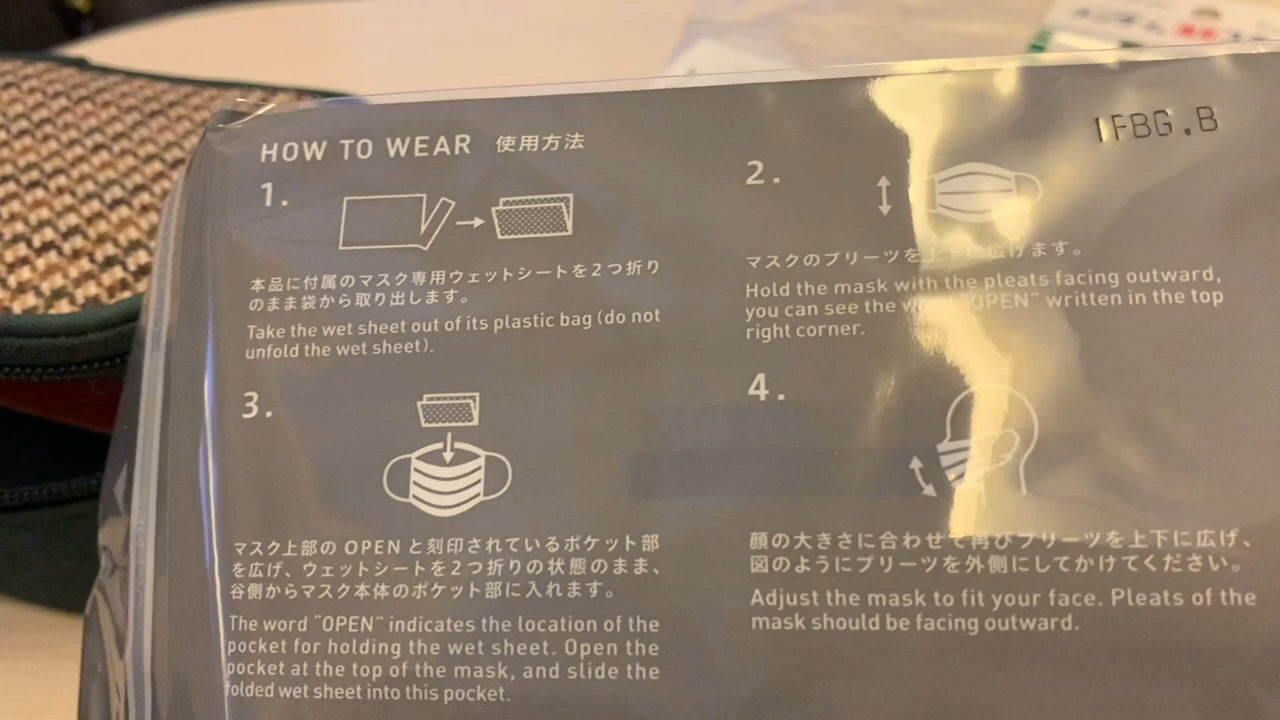 HOW TO WEAR 使用方法
1FBG.B
1.
本品に付属のマスク専用ウェットシートを2つ折り
のまま袋から取り出します。
Take the wet sheet out of its plastic bag (do not
unfold the wet sheet).
2.
マスクのプリーツを上下に広げます。
Hold the mask with the pleats facing outward,
you can see the word "OPEN" written in the top
right corner.
3.
マスク上部の OPEN と刻印されているポケット部
を広げ、ウェットシートを2つ折りの状態のまま、
谷側からマスク本体のポケット部に入れます。
The word "OPEN" indicates the location of the
pocket for holding the wet sheet. Open the
pocket at the top of the mask, and slide the
folded wet sheet into this pocket.
4.
顔の大きさに合わせて再びプリーツを上下に広げ、
図のようにプリーツを外側にしてかけてください。
Adjust the mask to fit your face. Pleats of the
mask should be facing outward.